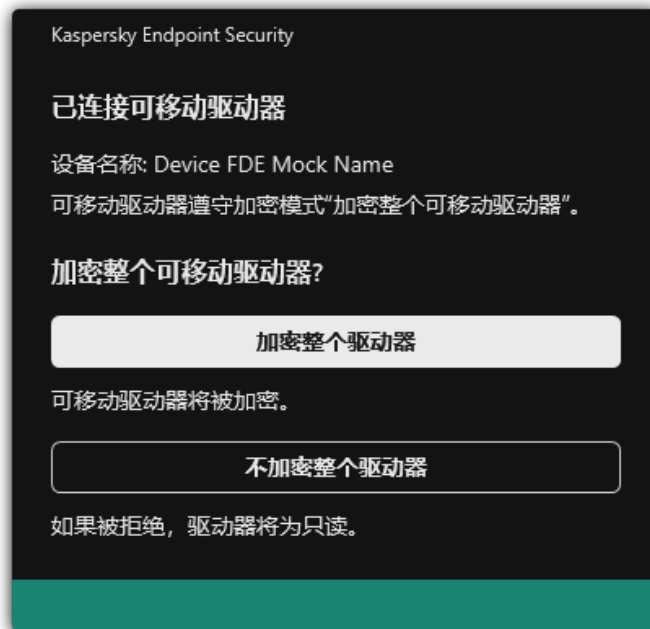 Kaspersky Endpoint Security
已连接可移动驱动器
设备名称: Device FDE Mock Name
可移动驱动器遵守加密模式“加密整个可移动驱动器”。
加密整个可移动驱动器?
加密整个驱动器
可移动驱动器将被加密。
不加密整个驱动器
如果被拒绝，驱动器将为只读。